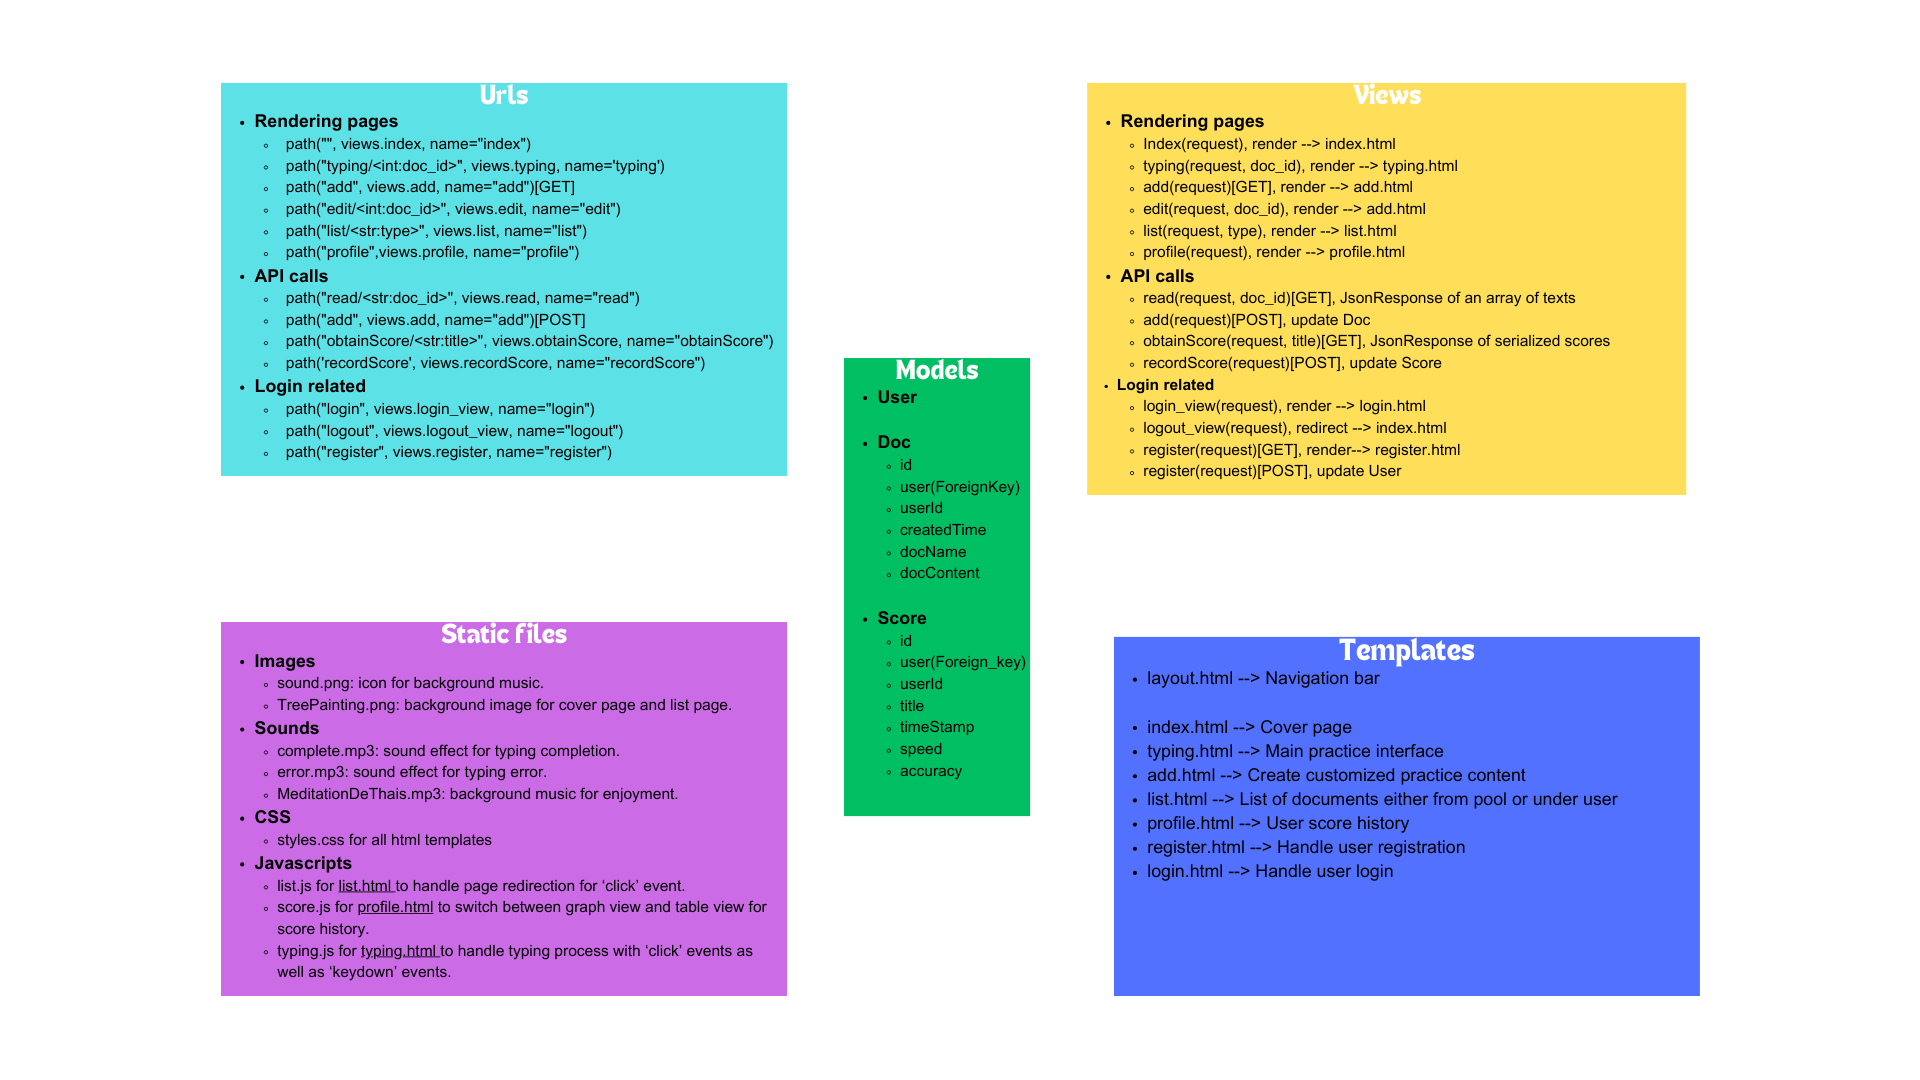 Urls
• Rendering pages
◦ path("", views.index, name="index")
◦ path("typing/<int:doc_id>", views.typing, name='typing')
◦ path("add", views.add, name="add")[GET]
◦ path("edit/<int:doc_id>", views.edit, name="edit")
◦ path("list/<str:type>", views.list, name="list")
◦ path("profile",views.profile, name="profile")
• API calls
◦ path("read/<str:doc_id>", views.read, name="read")
◦ path("add", views.add, name="add")[POST]
◦ path("obtainScore/<str:title>", views.obtainScore, name="obtainScore")
◦ path('recordScore', views.recordScore, name="recordScore")
• Login related
◦ path("login", views.login_view, name="login")
◦ path("logout", views.logout_view, name="logout")
◦ path("register", views.register, name="register")
Views
• Rendering pages
◦ Index(request), render --> index.html
◦ typing(request, doc_id), render --> typing.html
◦ add(request)[GET], render --> add.html
◦ edit(request, doc_id), render --> add.html
◦ list(request, type), render --> list.html
◦ profile(request), render --> profile.html
• API calls
◦ read(request, doc_id)[GET], JsonResponse of an array of texts
◦ add(request)[POST], update Doc
◦ obtainScore(request, title)[GET], JsonResponse of serialized scores
◦ recordScore(request)[POST], update Score
• Login related
◦ login_view(request), render --> login.html
◦ logout_view(request), redirect --> index.html
◦ register(request)[GET], render--> register.html
◦ register(request)[POST], update User
Models
• User
• Doc
◦ id
◦ user(ForeignKey)
◦ userId
◦ createdTime
◦ docName
◦ docContent
• Score
◦ id
◦ user(Foreign_key)
◦ userId
◦ title
◦ timeStamp
◦ speed
◦ accuracy
Static files
• Images
◦ sound.png: icon for background music.
◦ TreePainting.png: background image for cover page and list page.
• Sounds
◦ complete.mp3: sound effect for typing completion.
◦ error.mp3: sound effect for typing error.
◦ MeditationDeThais.mp3: background music for enjoyment.
• CSS
◦ styles.css for all html templates
• Javascripts
◦ list.js for list.html to handle page redirection for ‘click’ event.
◦ score.js for profile.html to switch between graph view and table view for
score history.
◦ typing.js for typing.html to handle typing process with ‘click’ events as
well as ‘keydown’ events.
Templates
• layout.html --> Navigation bar
• index.html --> Cover page
• typing.html --> Main practice interface
• add.html --> Create customized practice content
• list.html --> List of documents either from pool or under user
• profile.html --> User score history
• register.html --> Handle user registration
• login.html --> Handle user login